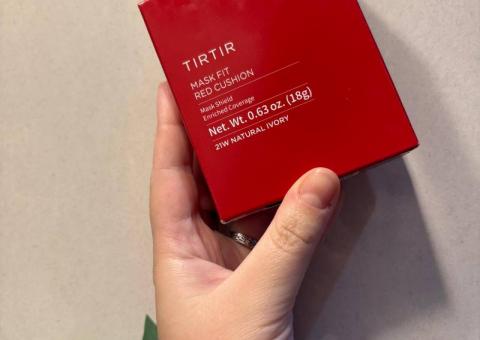 TIRTIR
MASK FIT
RED CUSHION
Mask Shield
Enriched Coverage
Net. Wt. 0.63 oz. (18g)
21W NATURAL IVORY